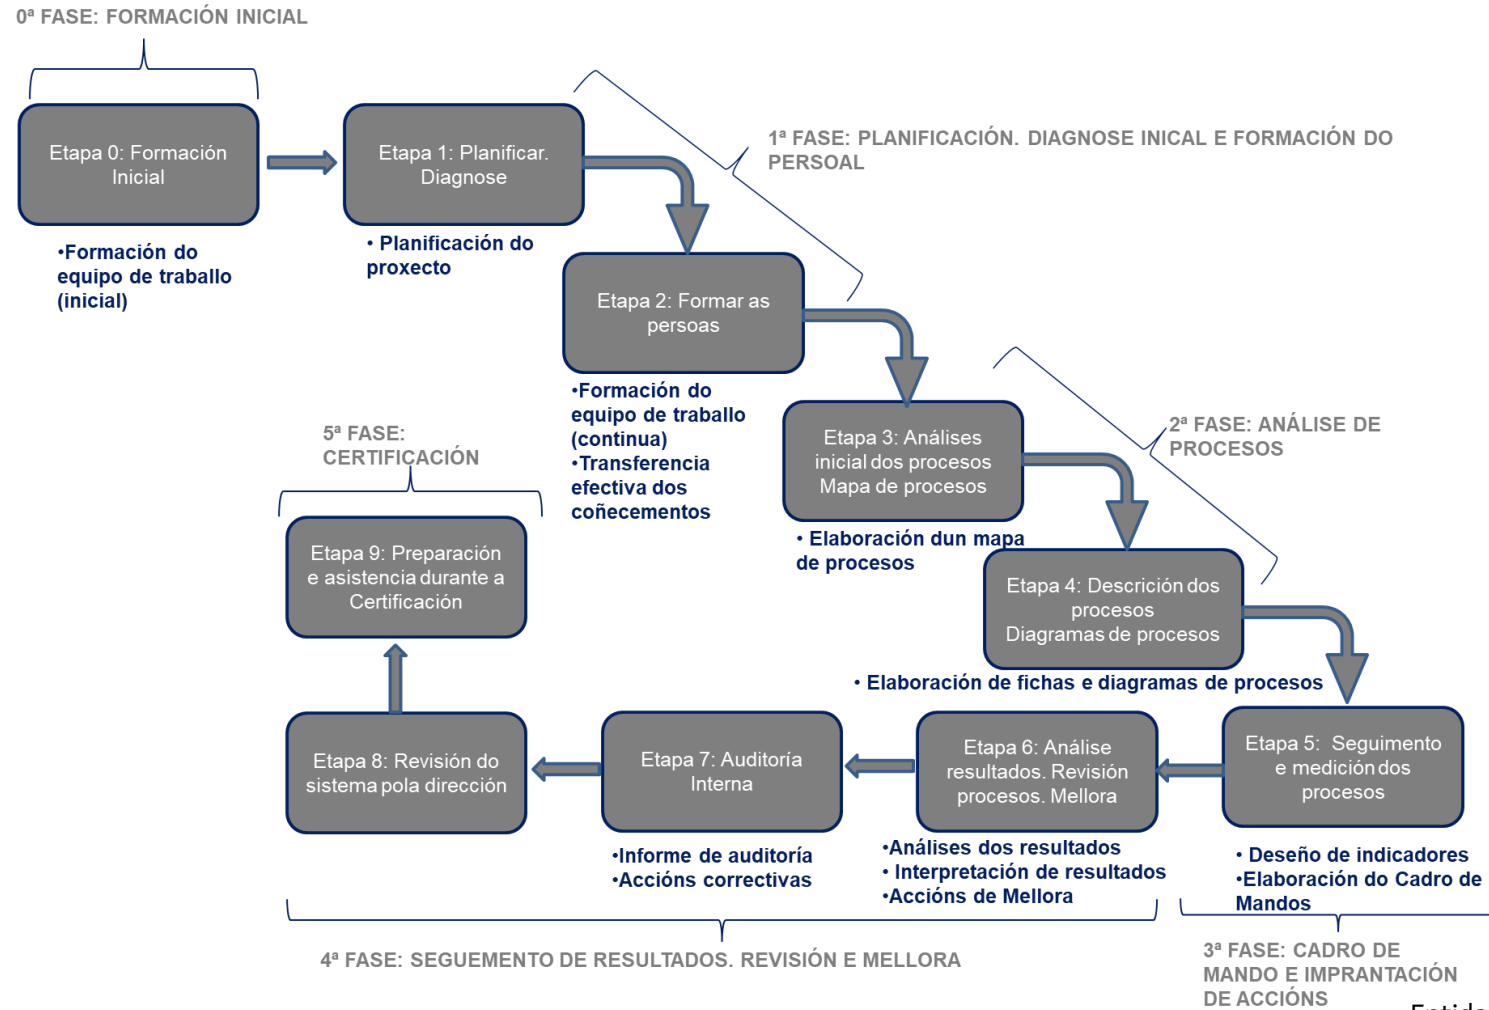 0ª FASE: FORMACIÓN INICIAL
Etapa 0: Formación
Inicial
•Formación do
equipo de traballo
(inicial)
Etapa 1: Planificar.
Diagnose
• Planificación do
proxecto
1ª FASE: PLANIFICACIÓN. DIAGNOSE INICAL E FORMACIÓN DO
PERSOAL
Etapa 2: Formar as
persoas
•Formación do
equipo de traballo
(continua)
•Transferencia
efectiva dos
coñecementos
Etapa 3: Análises
inicial dos procesos
Mapa de procesos
• Elaboración dun mapa
de procesos
2ª FASE: ANÁLISE DE
PROCESOS
Etapa 4: Descrición dos
procesos
Diagramas de procesos
• Elaboración de fichas e diagramas de procesos
Etapa 5: Seguimento
e medición dos
procesos
• Deseño de indicadores
•Elaboración do Cadro de
Mandos
3ª FASE: CADRO DE
MANDO E IMPRANTACIÓN
DE ACCIÓNS
Etapa 6: Análise
resultados. Revisión
procesos. Mellora
•Análises dos resultados
• Interpretación de resultados
•Accións de Mellora
Etapa 7: Auditoría
Interna
•Informe de auditoría
•Accións correctivas
Etapa 8: Revisión do
sistema pola dirección
4ª FASE: SEGUEMENTO DE RESULTADOS. REVISIÓN E MELLORA
5ª FASE:
CERTIFICACIÓN
Etapa 9: Preparación
e asistencia durante a
Certificación